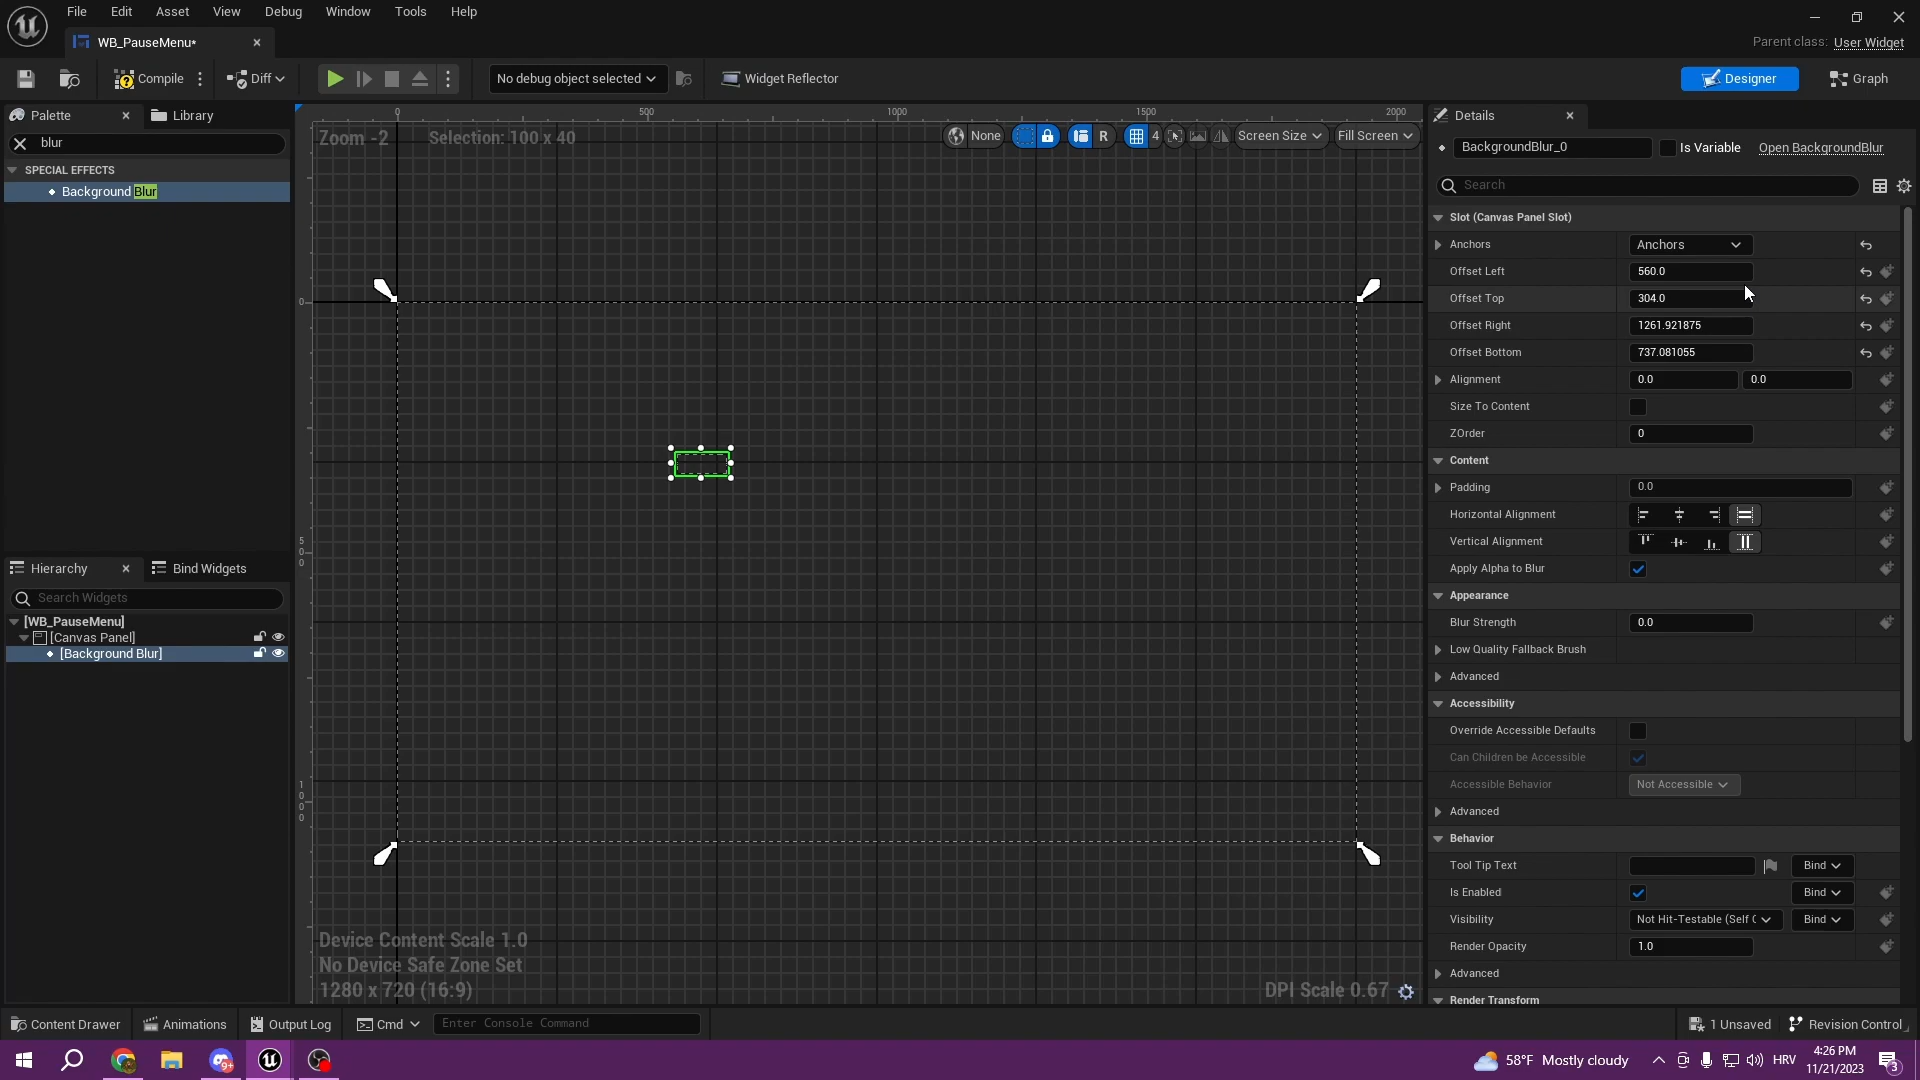 File Edit Asset View Debug Window Tools Help
WB_PauseMenu*
Parent class: User Widget
Compile Diff No debug object selected Widget Reflector Designer Graph
Palette Library
blur
SPECIAL EFFECTS
Background Blur
0 500 1000 1500 2000
Zoom -2 Selection: 100 x 40 None R 4 Screen Size Fill Screen
0
500
1000
Device Content Scale 1.0
No Device Safe Zone Set
1280 x 720 (16:9)
DPI Scale 0.67
Hierarchy Bind Widgets
Search Widgets
[WB_PauseMenu]
[Canvas Panel]
[Background Blur]
Details
BackgroundBlur_0 Is Variable Open BackgroundBlur
Search
Slot (Canvas Panel Slot)
Anchors Anchors
Offset Left 560.0
Offset Top 304.0
Offset Right 1261.921875
Offset Bottom 737.081055
Alignment 0.0 0.0
Size To Content
ZOrder 0
Content
Padding 0.0
Horizontal Alignment
Vertical Alignment
Apply Alpha to Blur
Appearance
Blur Strength 0.0
Low Quality Fallback Brush
Advanced
Accessibility
Override Accessible Defaults
Can Children be Accessible
Accessible Behavior Not Accessible
Advanced
Behavior
Tool Tip Text Bind
Is Enabled Bind
Visibility Not Hit-Testable (Self Bind
Render Opacity 1.0
Advanced
Render Transform
Content Drawer Animations Output Log Cmd Enter Console Command 1 Unsaved Revision Control
9+ 58°F Mostly cloudy HRV 4:26 PM
11/21/2023 3